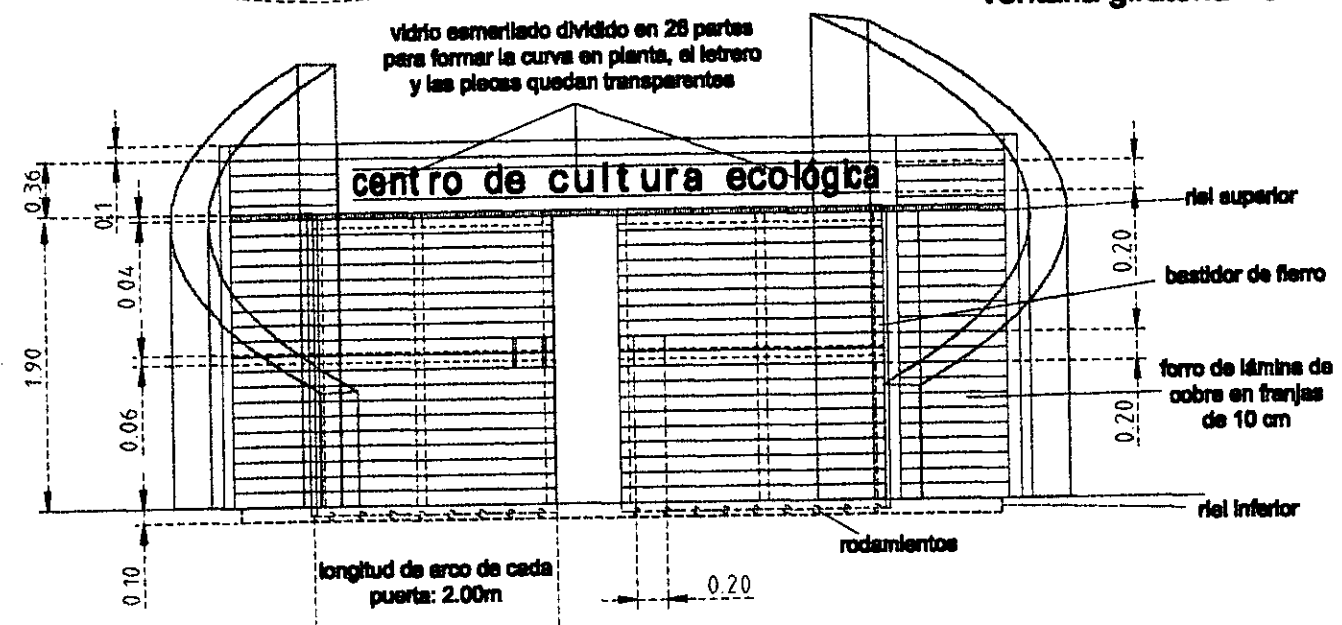 vidrio esmerilado dividido en 26 partes
para formar la curva en planta, el letrero
y las piezas quedan transparentes
centro de cultura ecológica
0.36
0.1
0.04
1.90
0.06
0.10
riel superior
0.20
bastidor de fierro
forro de lámina de
cobre en franjas
de 10 cm
0.20
riel inferior
rodamientos
longitud de arco de cada
puerta: 2.00m
0.20